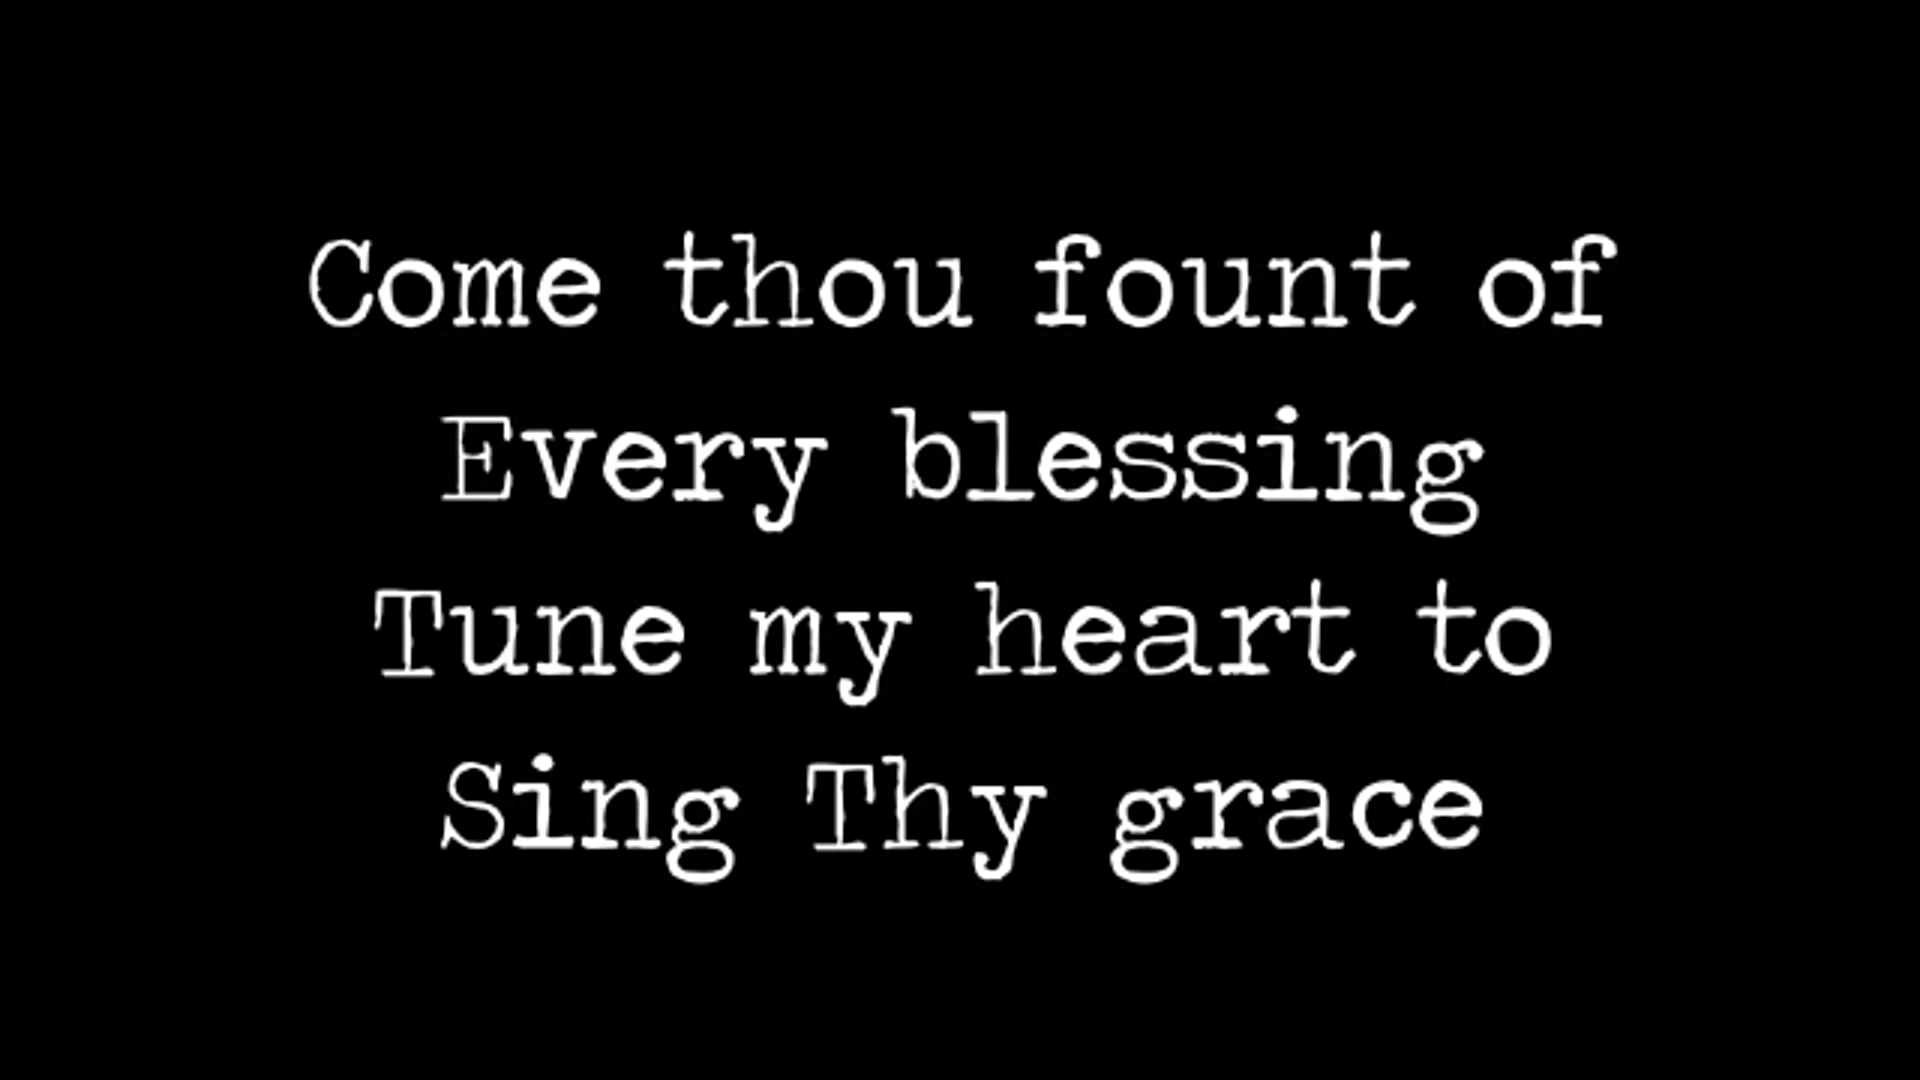 Come thou fount of
Every blessing
Tune my heart to
Sing Thy grace